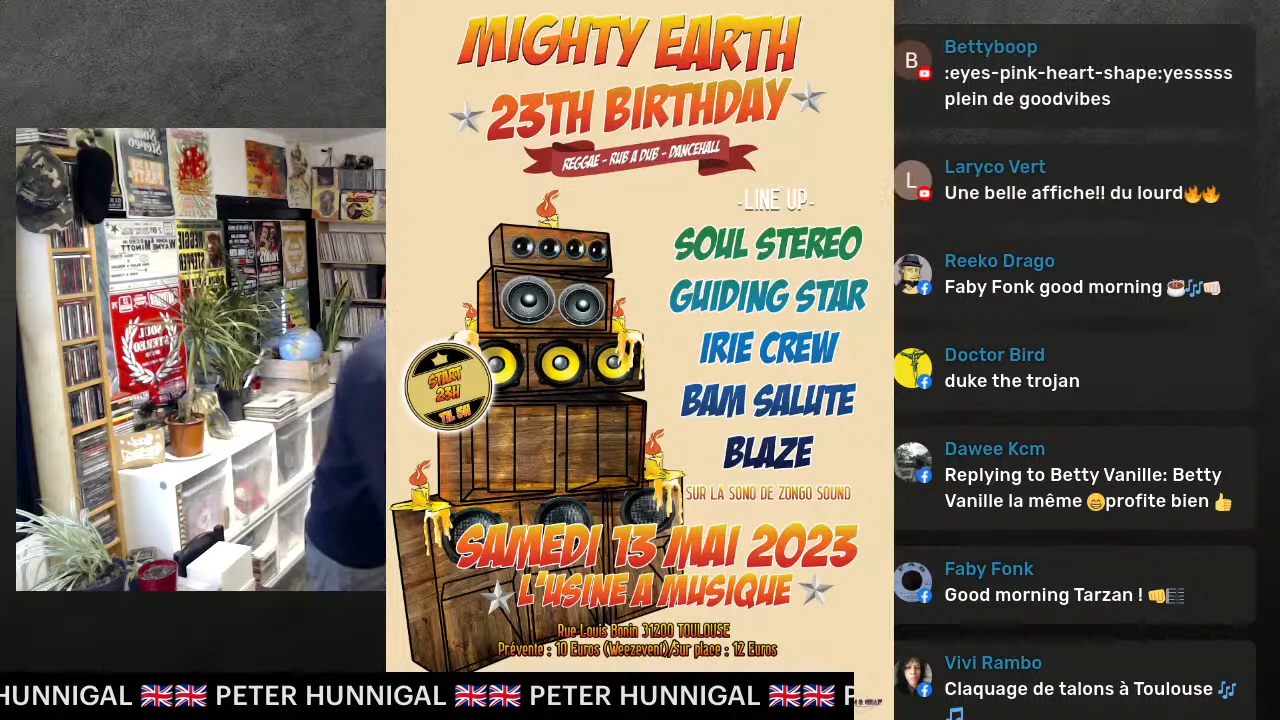 MIGHTY EARTH
23TH BIRTHDAY
REGGAE - RUB A DUB - DANCEHALL
-LINE UP-
SOUL STEREO
GUIDING STAR
IRIE CREW
BAM SALUTE
BLAZE
SUR LA SONO DE ZONGO SOUND
START
23H
TIL 5H
SAMEDI 13 MAI 2023
L'USINE A MUSIQUE
Rue Louis Bonin 31200 TOULOUSE
Prévente : 10 Euros (Weezevent)/Sur place : 12 Euros
Bettyboop
:eyes-pink-heart-shape:yesssss
plein de goodvibes
Laryco Vert
Une belle affiche!! du lourd🔥🔥
Reeko Drago
Faby Fonk good morning ☕🎶👊🏻
Doctor Bird
duke the trojan
Dawee Kcm
Replying to Betty Vanille: Betty
Vanille la même 😁profite bien 👍
Faby Fonk
Good morning Tarzan ! 👊🎼
Vivi Rambo
Claquage de talons à Toulouse 🎶
🎵
HUNNIGAL 🇬🇧🇬🇧 PETER HUNNIGAL 🇬🇧🇬🇧 PETER HUNNIGAL 🇬🇧🇬🇧 P
SOUL
STEREO